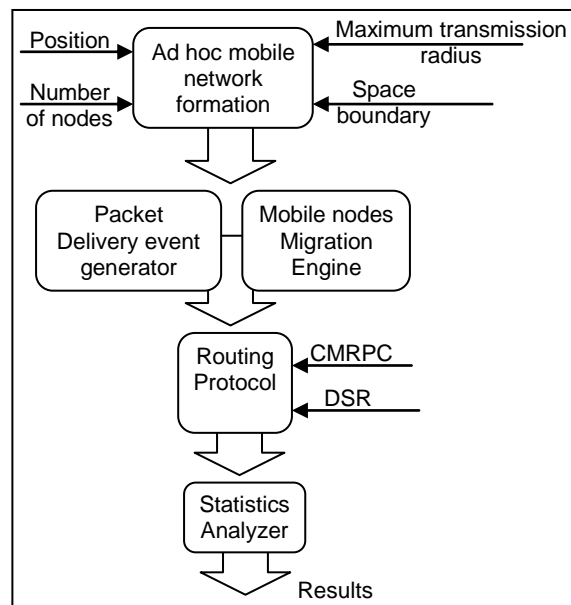 Position
Ad hoc mobile
network
formation
Maximum transmission
radius
Number
of nodes
Space
boundary
Packet
Delivery event
generator
Mobile nodes
Migration
Engine
Routing
Protocol
CMRPC
DSR
Statistics
Analyzer
Results